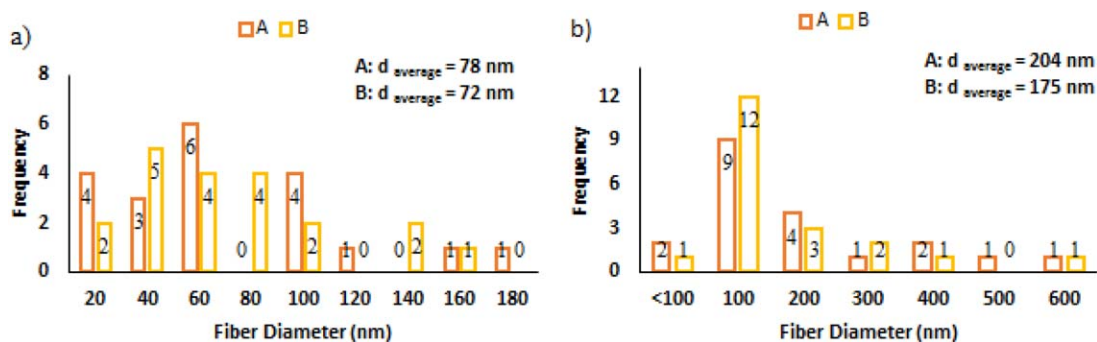 a)
A B
A: d average = 78 nm
B: d average = 72 nm
Frequency
8
6
4
2
0
4 2 3 5 6 4 0 4 4 2 1 0 0 2 1 1 1 0
20 40 60 80 100 120 140 160 180
Fiber Diameter (nm)
b)
A B
A: d average = 204 nm
B: d average = 175 nm
Frequency
12
9
6
3
0
2 1 9 12 4 3 1 2 2 1 1 0 1 1
<100 100 200 300 400 500 600
Fiber Diameter (nm)